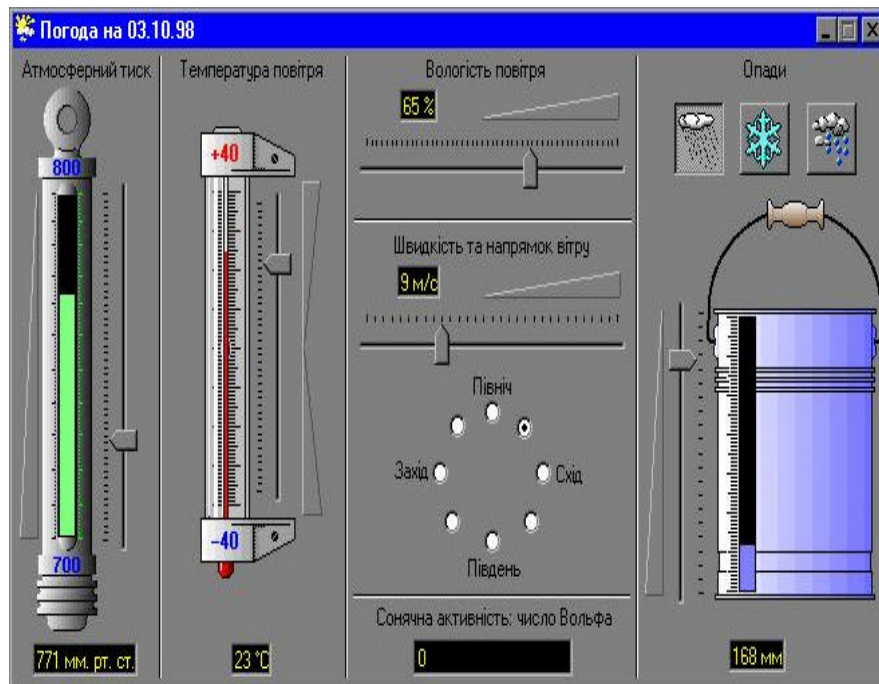 Погода на 03.10.98
Атмосферний тиск
800
700
771 мм. рт. ст.
Температура повітря
+40
-40
23 °C
Вологість повітря
65 %
Швидкість та напрямок вітру
9 м/с
Північ
Захід
Схід
Південь
Сонячна активність: число Вольфа
0
Опади
168 мм